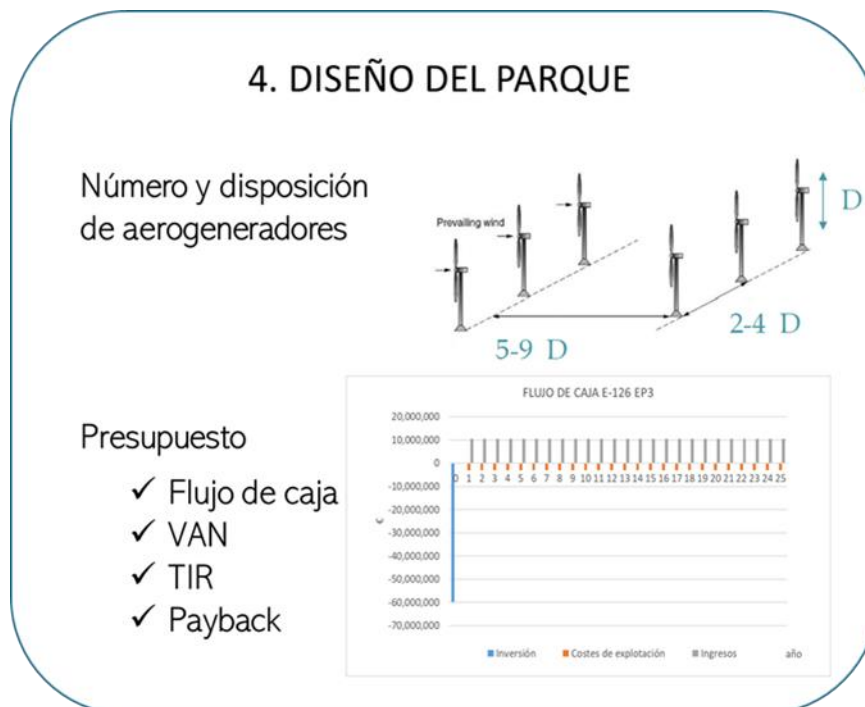 4. DISEÑO DEL PARQUE
Número y disposición
de aerogeneradores
Prevailing wind
D
2-4 D
5-9 D
Presupuesto
✓ Flujo de caja
✓ VAN
✓ TIR
✓ Payback
FLUJO DE CAJA E-126 EP3
20,000,000
10,000,000
0
0 1 2 3 4 5 6 7 8 9 10 11 12 13 14 15 16 17 18 19 20 21 22 23 24 25
-10,000,000
-20,000,000
€
-30,000,000
-40,000,000
-50,000,000
-60,000,000
-70,000,000
Inversión Costes de explotación Ingresos año